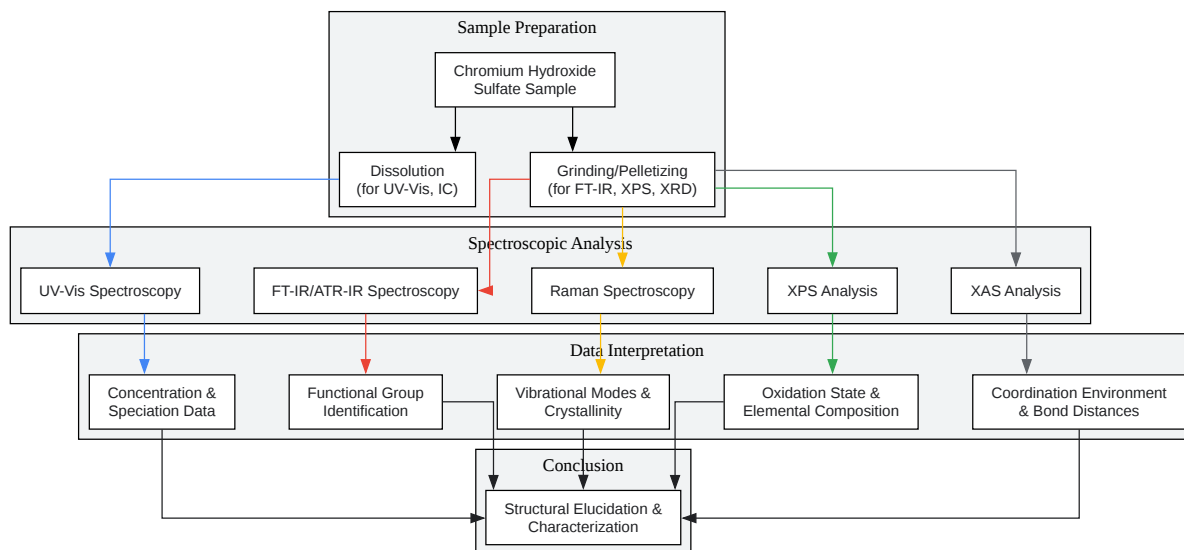 Sample Preparation
Chromium Hydroxide
Sulfate Sample
Dissolution
(for UV-Vis, IC)
Grinding/Pelletizing
(for FT-IR, XPS, XRD)
Spectroscopic Analysis
UV-Vis Spectroscopy
FT-IR/ATR-IR Spectroscopy
Raman Spectroscopy
XPS Analysis
XAS Analysis
Data Interpretation
Concentration &
Speciation Data
Functional Group
Identification
Vibrational Modes &
Crystallinity
Oxidation State &
Elemental Composition
Coordination Environment
& Bond Distances
Conclusion
Structural Elucidation &
Characterization